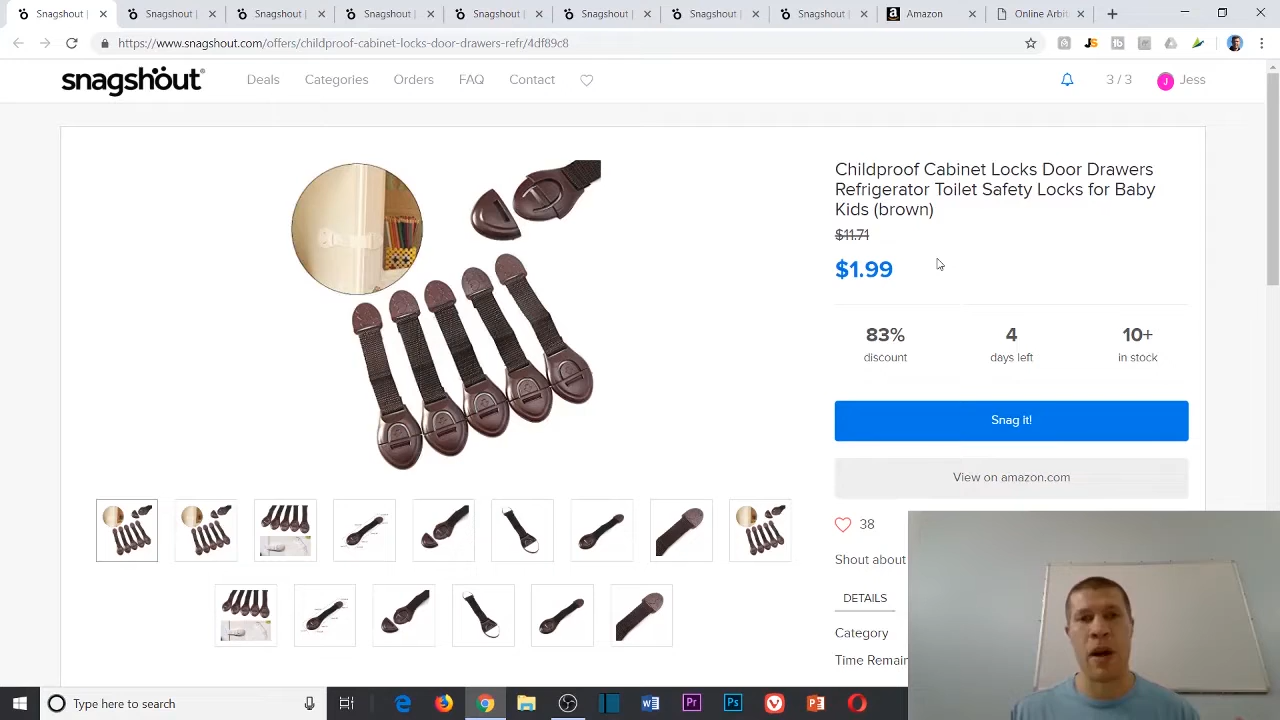 Snagshout |
Snagshout |
Snagshout |
Snagshout |
Snagshout |
Snagshout |
Snagshout |
Snagshout |
Amazon
Online Arbit
https://www.snagshout.com/offers/childproof-cabinet-locks-door-drawers-rfr/4df89c8
snagshout
Deals
Categories
Orders
FAQ
Contact
3 / 3
J
Jess
Childproof Cabinet Locks Door Drawers
Refrigerator Toilet Safety Locks for Baby
Kids (brown)
$11.71
$1.99
83%
discount
4
days left
10+
in stock
Snag it!
View on amazon.com
38
Shout about
DETAILS
Category
Time Remain
Type here to search